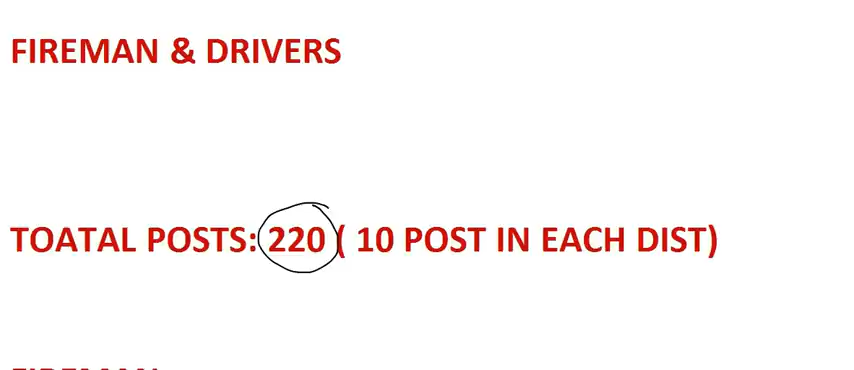 FIREMAN & DRIVERS
TOATAL POSTS: 220 ( 10 POST IN EACH DIST)